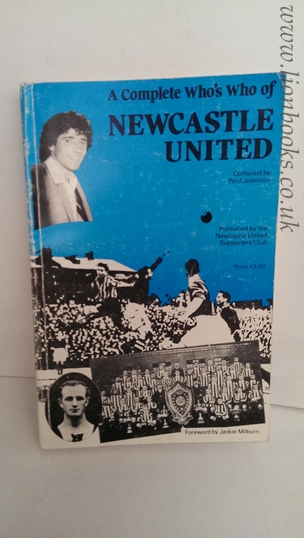 A Complete Who's Who of
NEWCASTLE
UNITED
Compiled by
Paul Joannou
Published by the
Newcastle United
Supporters Club
Foreword by Jackie Milburn
www.lionbooks.co.uk